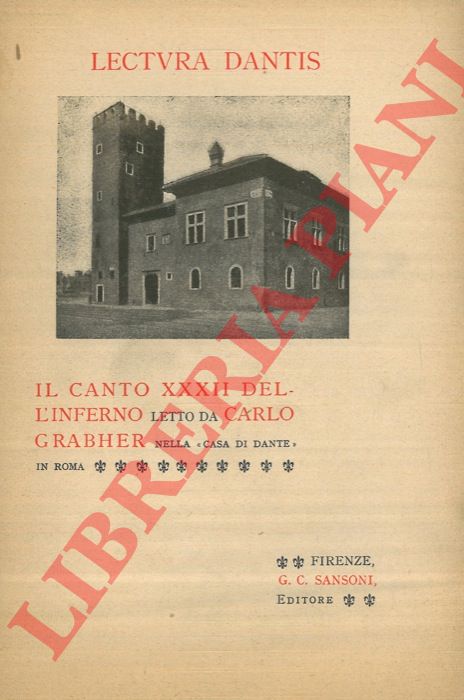 LECTVRA DANTIS
IL CANTO XXXII DEL-
L'INFERNO LETTO DA CARLO
GRABHER NELLA «CASA DI DANTE»
IN ROMA
FIRENZE,
G. C. SANSONI,
EDITORE
LIBRERIA PIANI